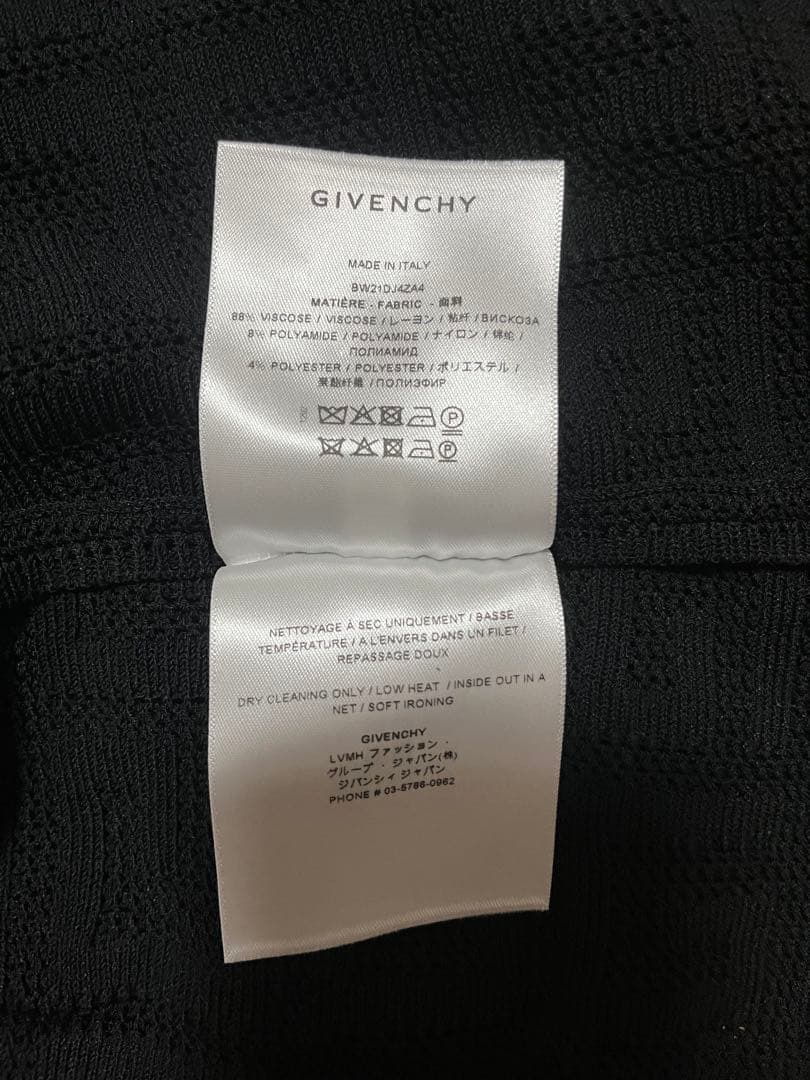 GIVENCHY
MADE IN ITALY
BW21DJ4ZA4
MATIÈRE - FABRIC - 面料
88% VISCOSE / VISCOSE / レーヨン / 粘纤 / ВИСКОЗА
8% POLYAMIDE / POLYAMIDE / ナイロン / 锦纶 /
ПОЛИАМИД
4% POLYESTER / POLYESTER / ポリエステル /
聚酯纤维 / ПОЛИЭФИР
P
P
NETTOYAGE À SEC UNIQUEMENT / BASSE
TEMPÉRATURE / A L'ENVERS DANS UN FILET /
REPASSAGE DOUX
DRY CLEANING ONLY / LOW HEAT / INSIDE OUT IN A
NET / SOFT IRONING
GIVENCHY
LVMH ファッション ·
グループ · ジャパン(株)
ジバンシィ ジャパン
PHONE # 03-5786-0962